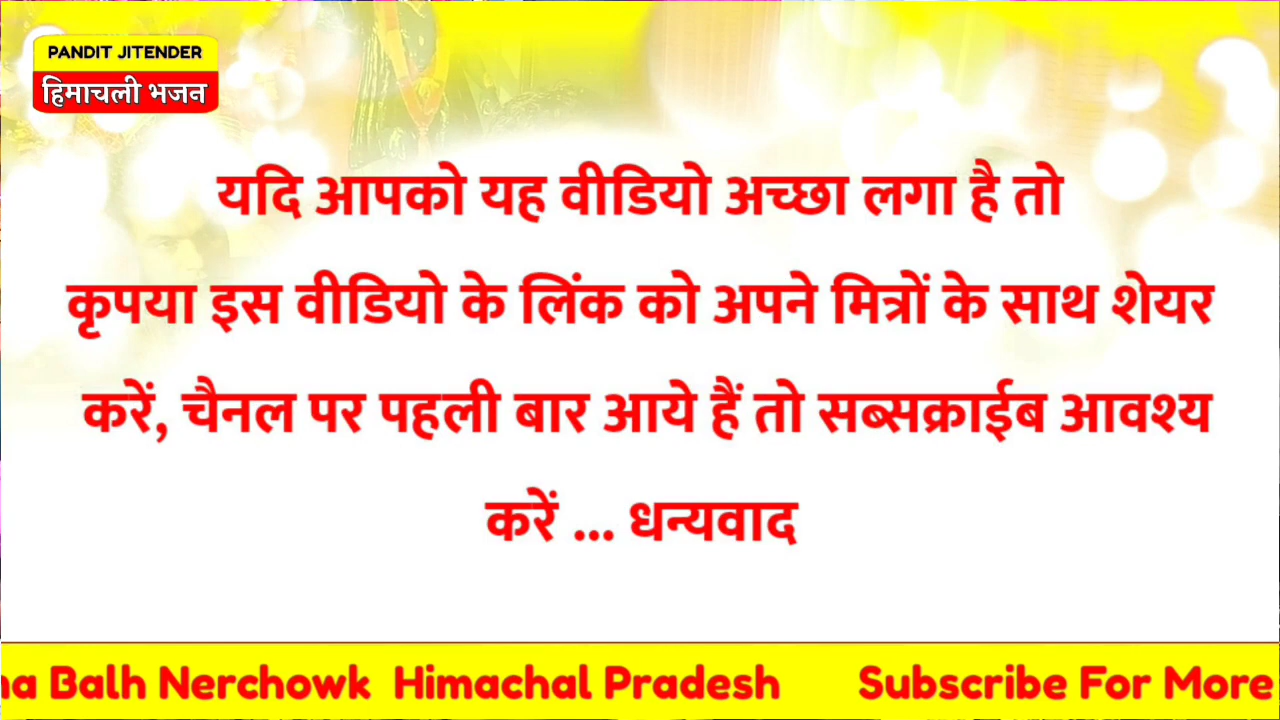 PANDIT JITENDER
हिमाचली भजन
यदि आपको यह वीडियो अच्छा लगा है तो
कृपया इस वीडियो के लिंक को अपने मित्रों के साथ शेयर
करें, चैनल पर पहली बार आये हैं तो सब्सक्राईब आवश्य
करें ... धन्यवाद
Balh Nerchowk Himachal Pradesh Subscribe For More